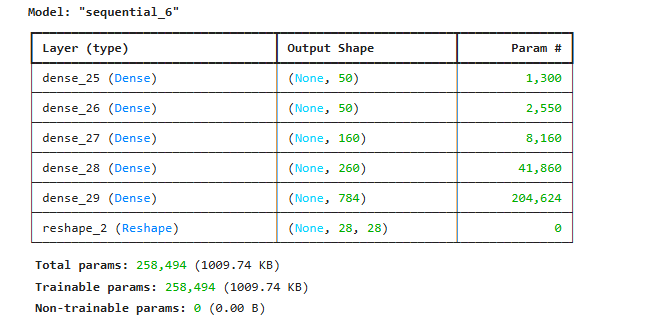 Model: "sequential_6"
Layer (type) Output Shape Param #
dense_25 (Dense) (None, 50) 1,300
dense_26 (Dense) (None, 50) 2,550
dense_27 (Dense) (None, 160) 8,160
dense_28 (Dense) (None, 260) 41,860
dense_29 (Dense) (None, 784) 204,624
reshape_2 (Reshape) (None, 28, 28) 0
Total params: 258,494 (1009.74 KB)
Trainable params: 258,494 (1009.74 KB)
Non-trainable params: 0 (0.00 B)